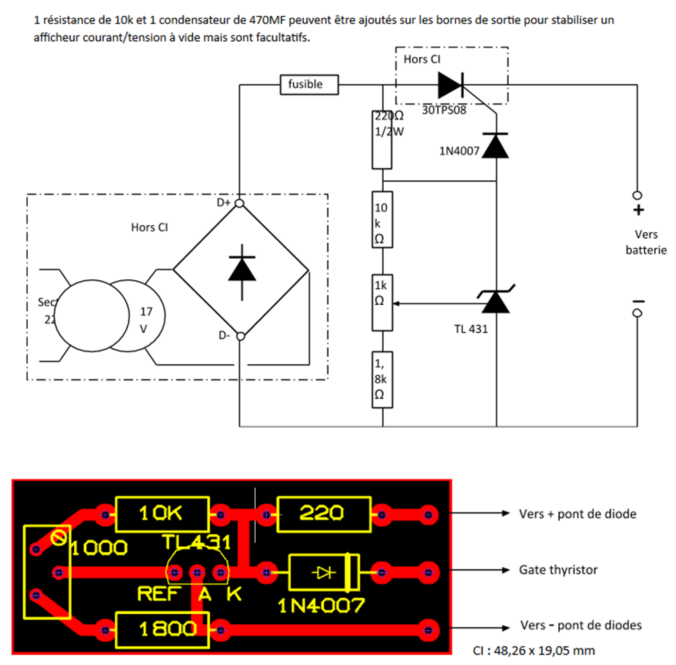 1 résistance de 10k et 1 condensateur de 470MF peuvent être ajoutés sur les bornes de sortie pour stabiliser un
afficheur courant/tension à vide mais sont facultatifs.
Hors CI
fusible
30TPS08
220Ω
1/2W
1N4007
D+
Hors CI
10
k
Ω
+
Vers
batterie
1k
Ω
Sec
22
17
V
–
TL 431
D-
1,
8k
Ω
10K
220
Vers + pont de diode
1000
TL431
Gate thyristor
REF A K
1N4007
1800
Vers - pont de diodes
CI : 48,26 x 19,05 mm